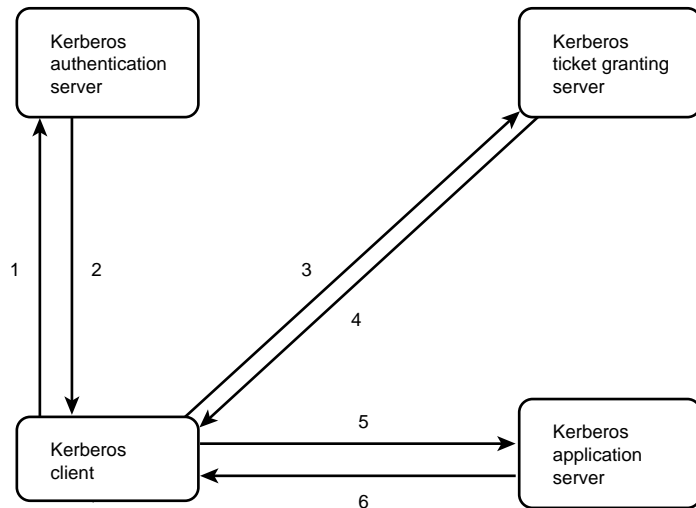 Kerberos
authentication
server
Kerberos
ticket granting
server
1
2
3
4
Kerberos
client
5
6
Kerberos
application
server